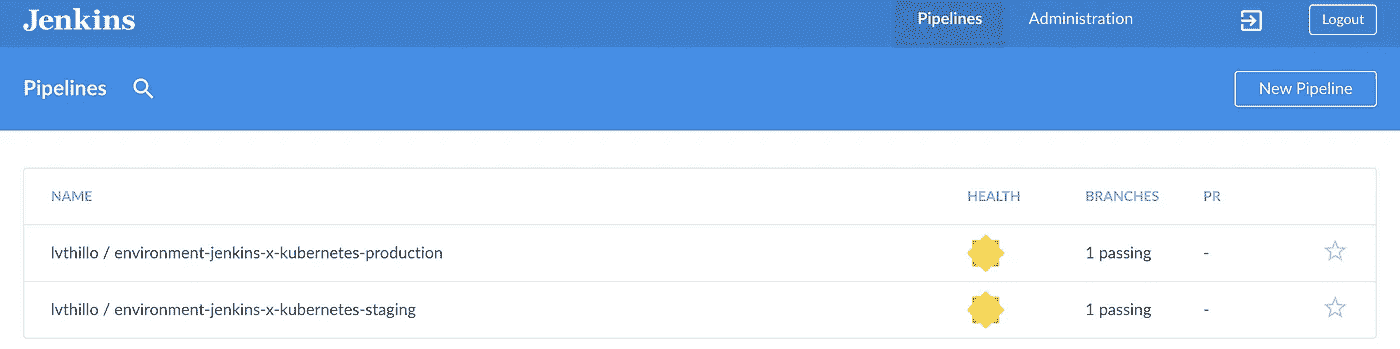 Jenkins Pipelines Administration Logout
Pipelines New Pipeline
NAME HEALTH BRANCHES PR
lvthillo / environment-jenkins-x-kubernetes-production 1 passing -
lvthillo / environment-jenkins-x-kubernetes-staging 1 passing -